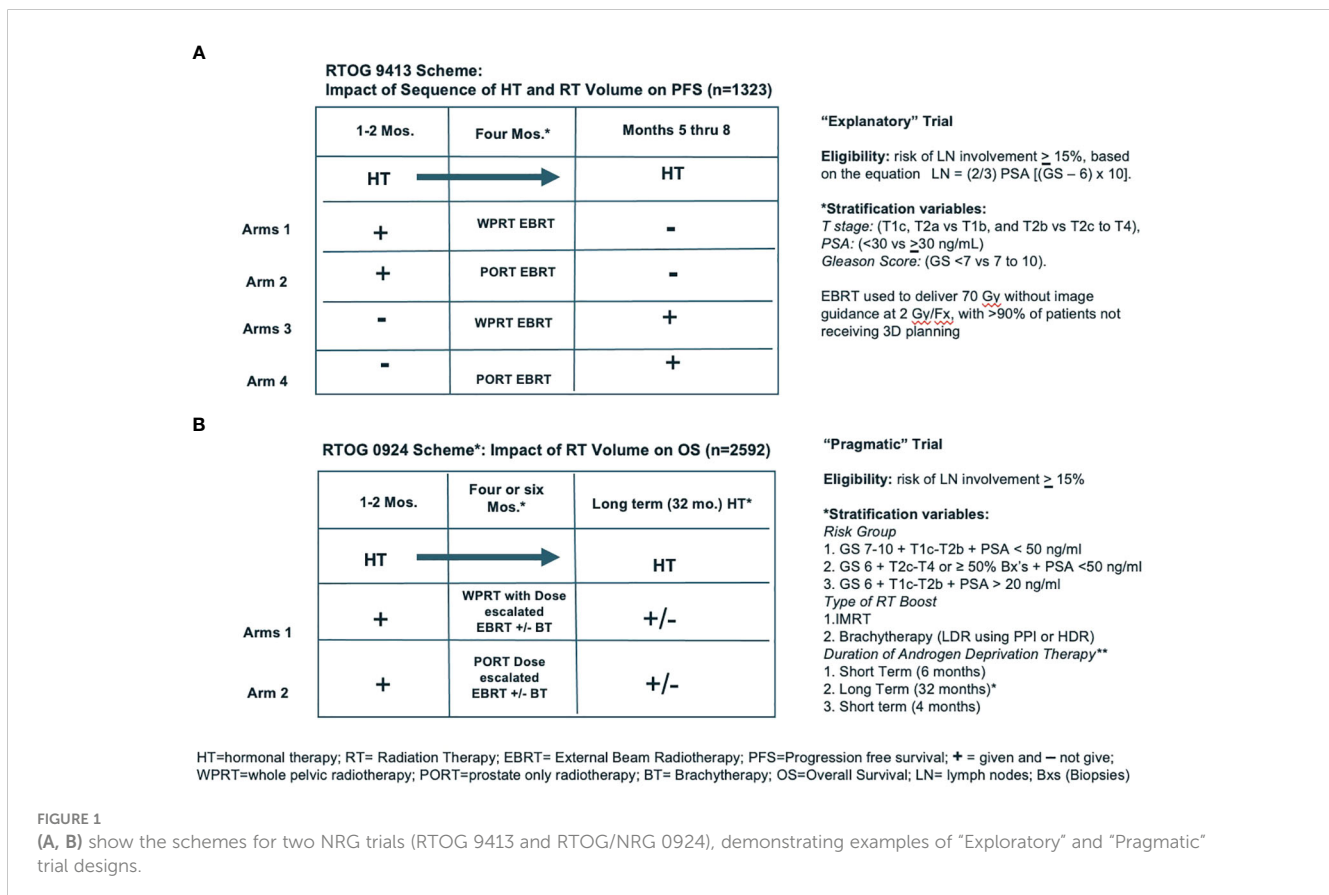 A
RTOG 9413 Scheme:
Impact of Sequence of HT and RT Volume on PFS (n=1323)
1-2 Mos.
Four Mos.*
Months 5 thru 8
HT
HT
Arms 1
+
WPRT EBRT
-
Arm 2
+
PORT EBRT
-
Arms 3
-
WPRT EBRT
+
Arm 4
-
PORT EBRT
+
“Explanatory” Trial
Eligibility: risk of LN involvement ≥ 15%, based
on the equation LN = (2/3) PSA [(GS – 6) x 10].
*Stratification variables:
T stage: (T1c, T2a vs T1b, and T2b vs T2c to T4),
PSA: (<30 vs ≥30 ng/mL)
Gleason Score: (GS <7 vs 7 to 10).
EBRT used to deliver 70 Gy without image
guidance at 2 Gy/Fx, with >90% of patients not
receiving 3D planning
B
RTOG 0924 Scheme*: Impact of RT Volume on OS (n=2592)
1-2 Mos.
Four or six
Mos.*
Long term (32 mo.) HT*
HT
HT
Arms 1
+
WPRT with Dose
escalated
EBRT +/- BT
+/-
Arm 2
+
PORT Dose
escalated
EBRT +/- BT
+/-
“Pragmatic” Trial
Eligibility: risk of LN involvement ≥ 15%
*Stratification variables:
Risk Group
1. GS 7-10 + T1c-T2b + PSA < 50 ng/ml
2. GS 6 + T2c-T4 or ≥ 50% Bx's + PSA <50 ng/ml
3. GS 6 + T1c-T2b + PSA > 20 ng/ml
Type of RT Boost
1.IMRT
2. Brachytherapy (LDR using PPI or HDR)
Duration of Androgen Deprivation Therapy**
1. Short Term (6 months)
2. Long Term (32 months)*
3. Short term (4 months)
HT=hormonal therapy; RT= Radiation Therapy; EBRT= External Beam Radiotherapy; PFS=Progression free survival; + = given and – not give;
WPRT=whole pelvic radiotherapy; PORT=prostate only radiotherapy; BT= Brachytherapy; OS=Overall Survival; LN= lymph nodes; Bxs (Biopsies)
FIGURE 1
(A, B) show the schemes for two NRG trials (RTOG 9413 and RTOG/NRG 0924), demonstrating examples of “Exploratory” and “Pragmatic”
trial designs.